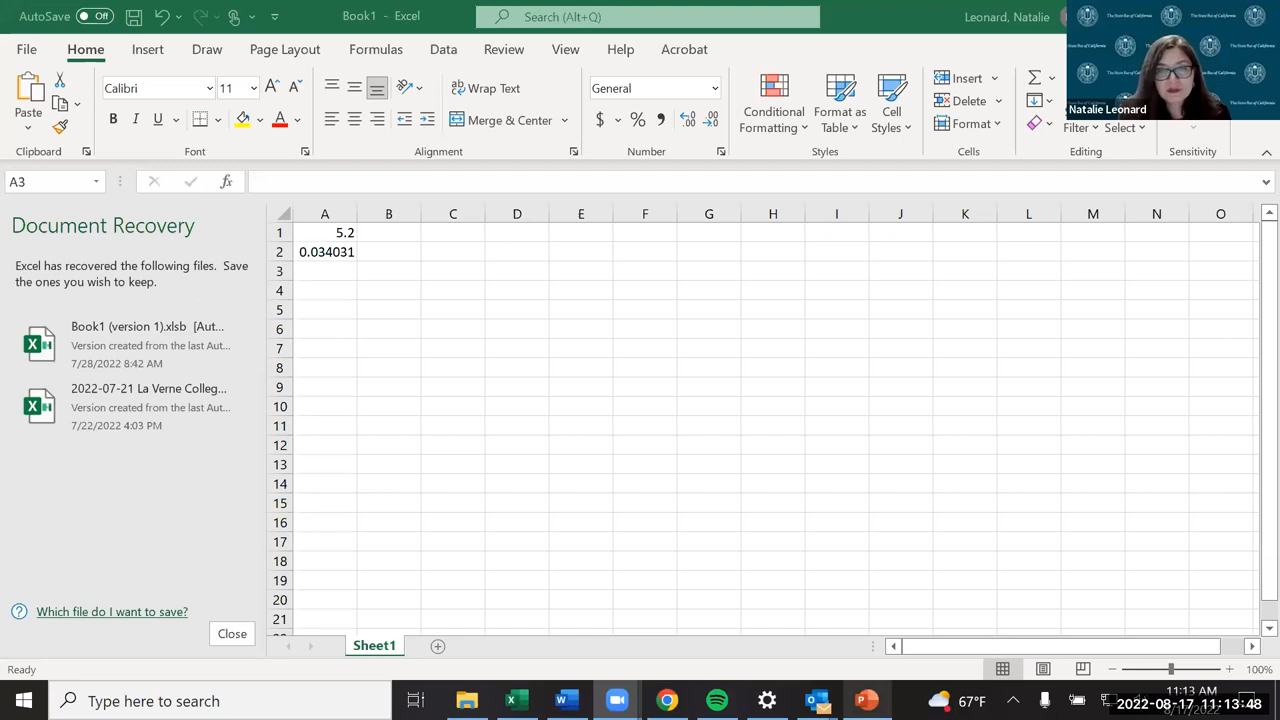 AutoSave Off Book1 - Excel Search (Alt+Q) Leonard, Natalie
File Home Insert Draw Page Layout Formulas Data Review View Help Acrobat
Calibri 11 Wrap Text General Insert
Paste Merge & Center $ % Conditional Formatting Format as Table Cell Styles Delete
Format Filter Select
Clipboard Font Alignment Number Styles Cells Editing Sensitivity
The State Bar of California
Natalie Leonard
A3 fx
Document Recovery
Excel has recovered the following files. Save
the ones you wish to keep.
Book1 (version 1).xlsb [Aut...
Version created from the last Aut...
7/28/2022 8:42 AM
2022-07-21 La Verne Colleg...
Version created from the last Aut...
7/22/2022 4:03 PM
Which file do I want to save?
Close
A B C D E F G H I J K L M N O
1 5.2
2 0.034031
3
4
5
6
7
8
9
10
11
12
13
14
15
16
17
18
19
20
21
Sheet1
Ready 100%
Type here to search 67°F 11:13 AM
2022-08-17 11:13:48